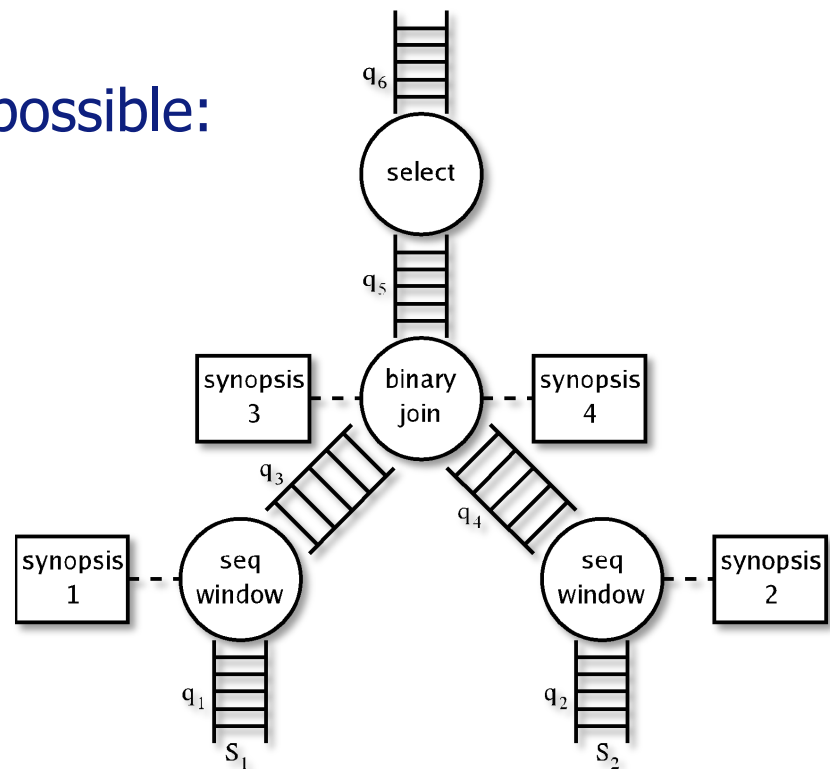 possible:
q₆
select
q₅
synopsis
3
binary
join
synopsis
4
q₃
q₄
synopsis
1
seq
window
seq
window
synopsis
2
q₁
q₂
S₁
S₂